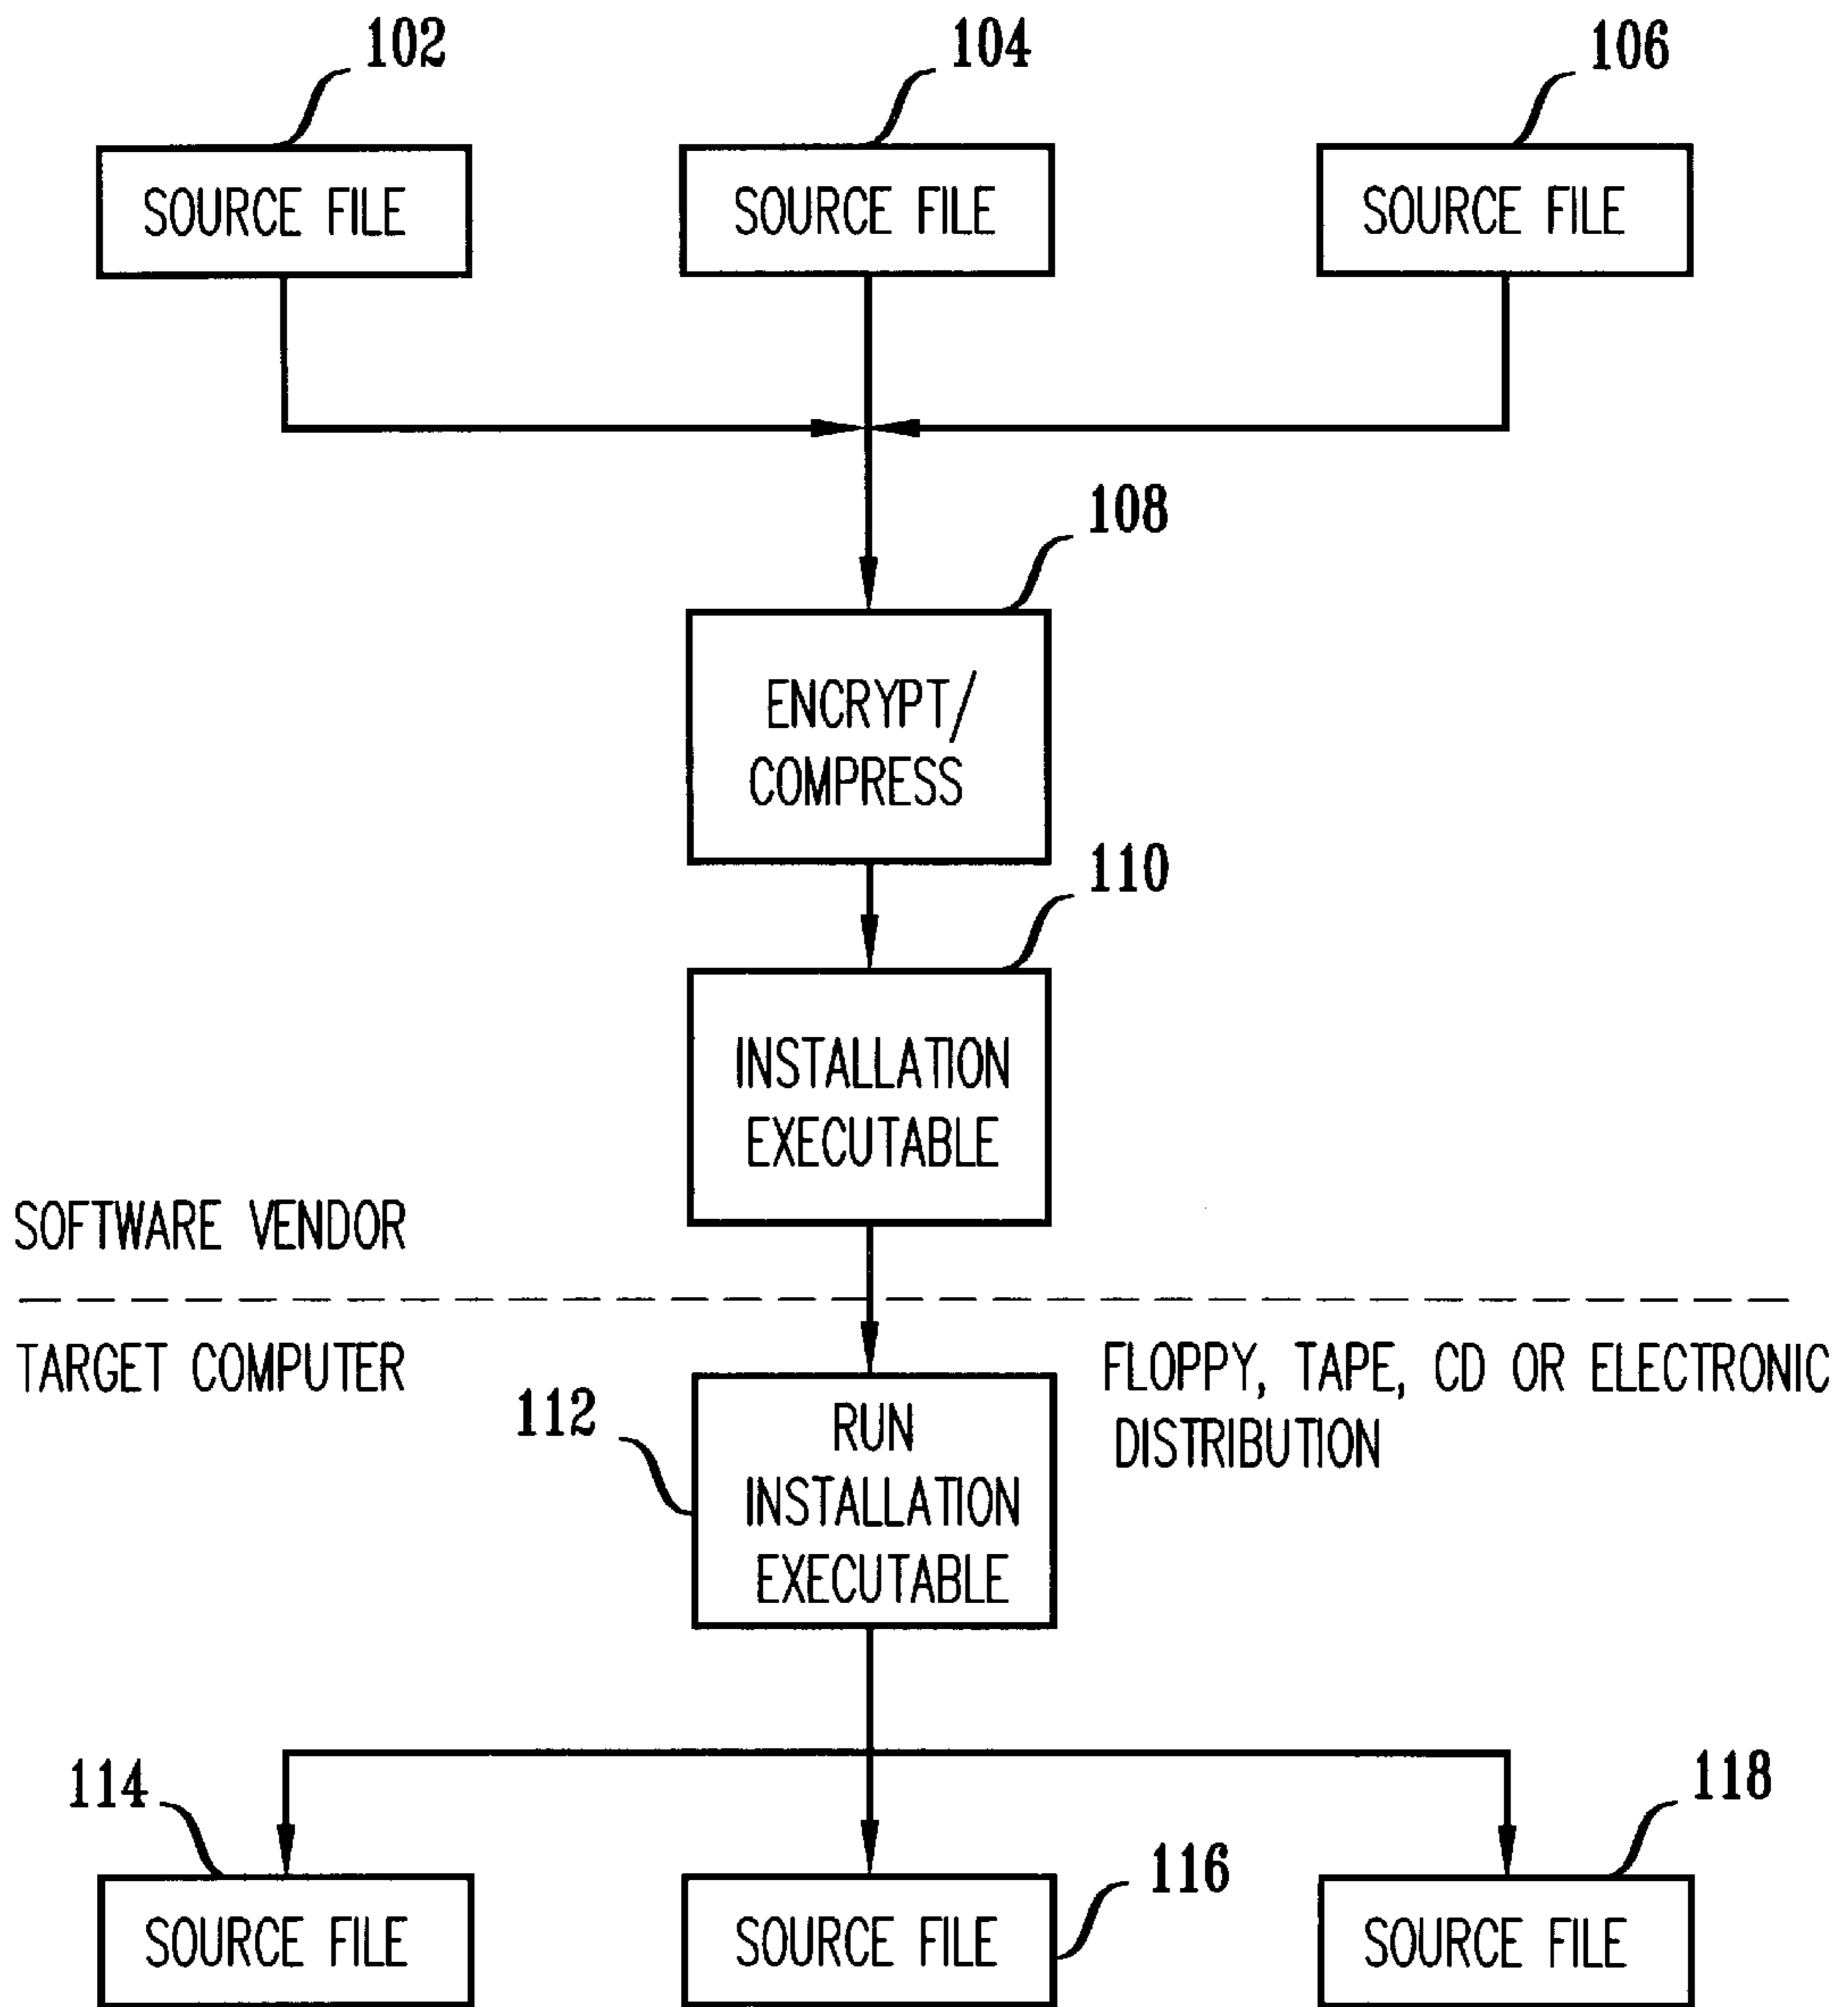 102
104
106
SOURCE FILE
SOURCE FILE
SOURCE FILE
108
ENCRYPT/
COMPRESS
110
INSTALLATION
EXECUTABLE
SOFTWARE VENDOR
TARGET COMPUTER
FLOPPY, TAPE, CD OR ELECTRONIC
DISTRIBUTION
112
RUN
INSTALLATION
EXECUTABLE
114
116
118
SOURCE FILE
SOURCE FILE
SOURCE FILE